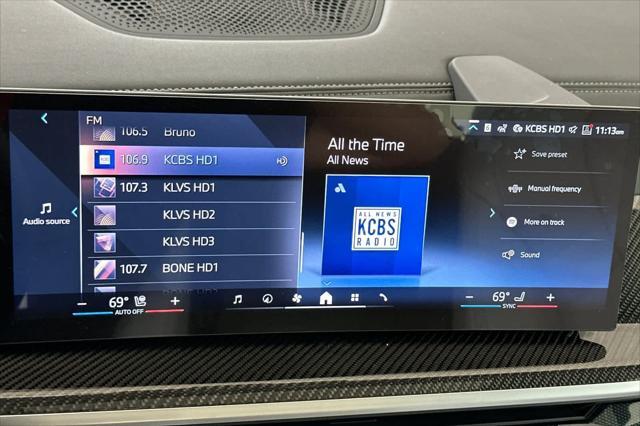 FM
106.5 Bruno
106.9 KCBS HD1
107.3 KLVS HD1
KLVS HD2
KLVS HD3
107.7 BONE HD1
Audio source
All the Time
All News
ALL NEWS
KCBS
RADIO
KCBS HD1 11:13am
Save preset
Manual frequency
More on track
Sound
− 69° +
AUTO OFF
− 69° +
SYNC